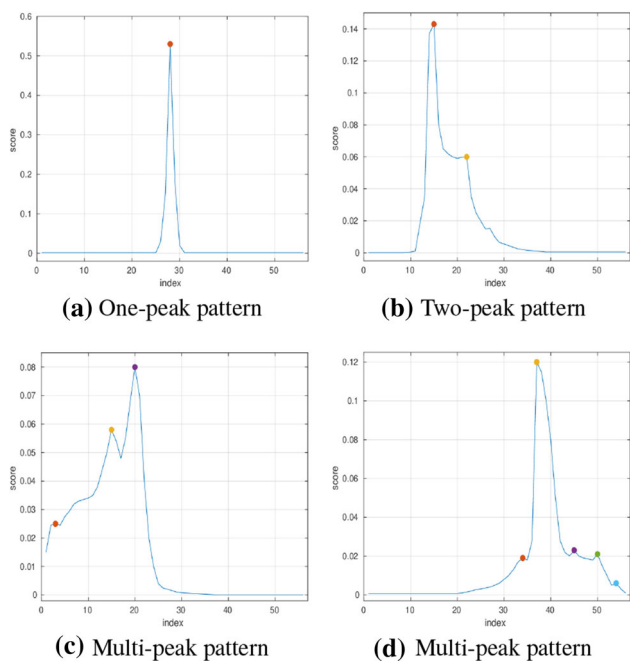 0.6
0.5
0.4
0.3
0.2
0.1
0
score
0 10 20 30 40 50
index
(a) One-peak pattern
0.14
0.12
0.1
0.08
0.06
0.04
0.02
0
score
0 10 20 30 40 50
index
(b) Two-peak pattern
0.08
0.07
0.06
0.05
0.04
0.03
0.02
0.01
0
score
0 10 20 30 40 50
index
(c) Multi-peak pattern
0.12
0.1
0.08
0.06
0.04
0.02
0
score
0 10 20 30 40 50
index
(d) Multi-peak pattern